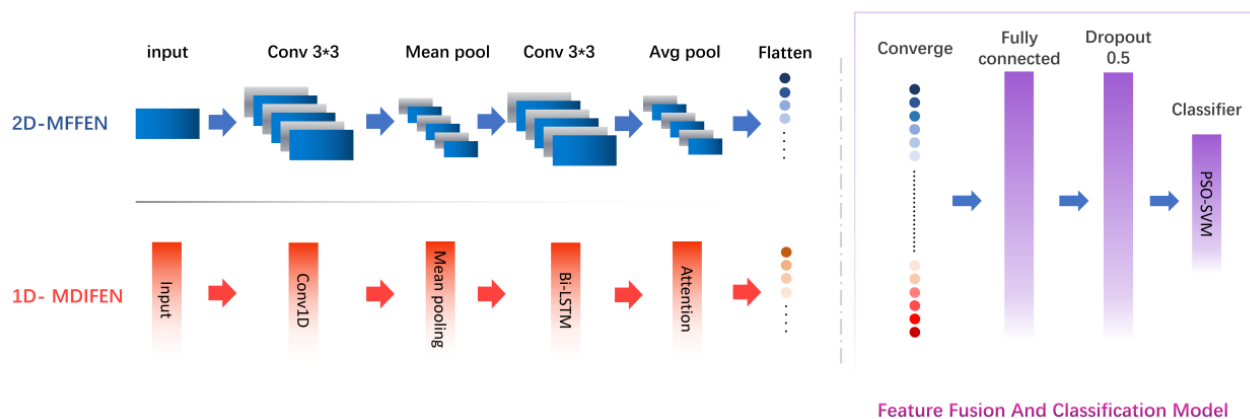 input
Conv 3*3
Mean pool
Conv 3*3
Avg pool
Flatten
2D-MFFEN
1D- MDIFEN
Input
Conv1D
Mean pooling
Bi-LSTM
Attention
Converge
Fully
connected
Dropout
0.5
Classifier
PSO-SVM
Feature Fusion And Classification Model